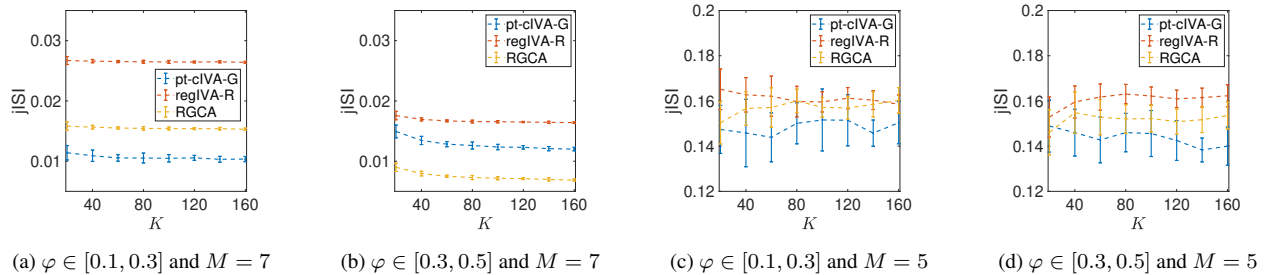 0.03
0.02
0.01
jISI
40 80 120 160
K
pt-cIVA-G
regIVA-R
RGCA
(a) φ ∈ [0.1, 0.3] and M = 7
0.03
0.02
0.01
jISI
40 80 120 160
K
pt-cIVA-G
regIVA-R
RGCA
(b) φ ∈ [0.3, 0.5] and M = 7
0.2
0.18
0.16
0.14
0.12
jISI
40 80 120 160
K
pt-cIVA-G
regIVA-R
RGCA
(c) φ ∈ [0.1, 0.3] and M = 5
0.2
0.18
0.16
0.14
0.12
jISI
40 80 120 160
K
pt-cIVA-G
regIVA-R
RGCA
(d) φ ∈ [0.3, 0.5] and M = 5